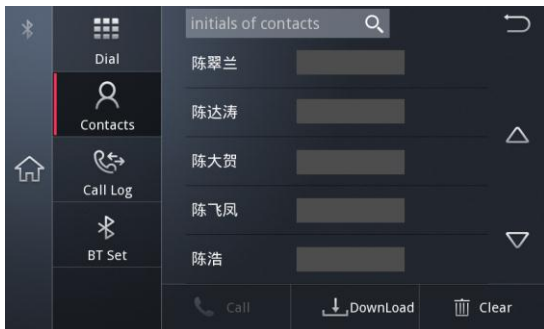 initials of contacts
Dial
陈翠兰
Contacts
陈达涛
陈大贺
Call Log
陈飞凤
BT Set
陈浩
Call
DownLoad
Clear